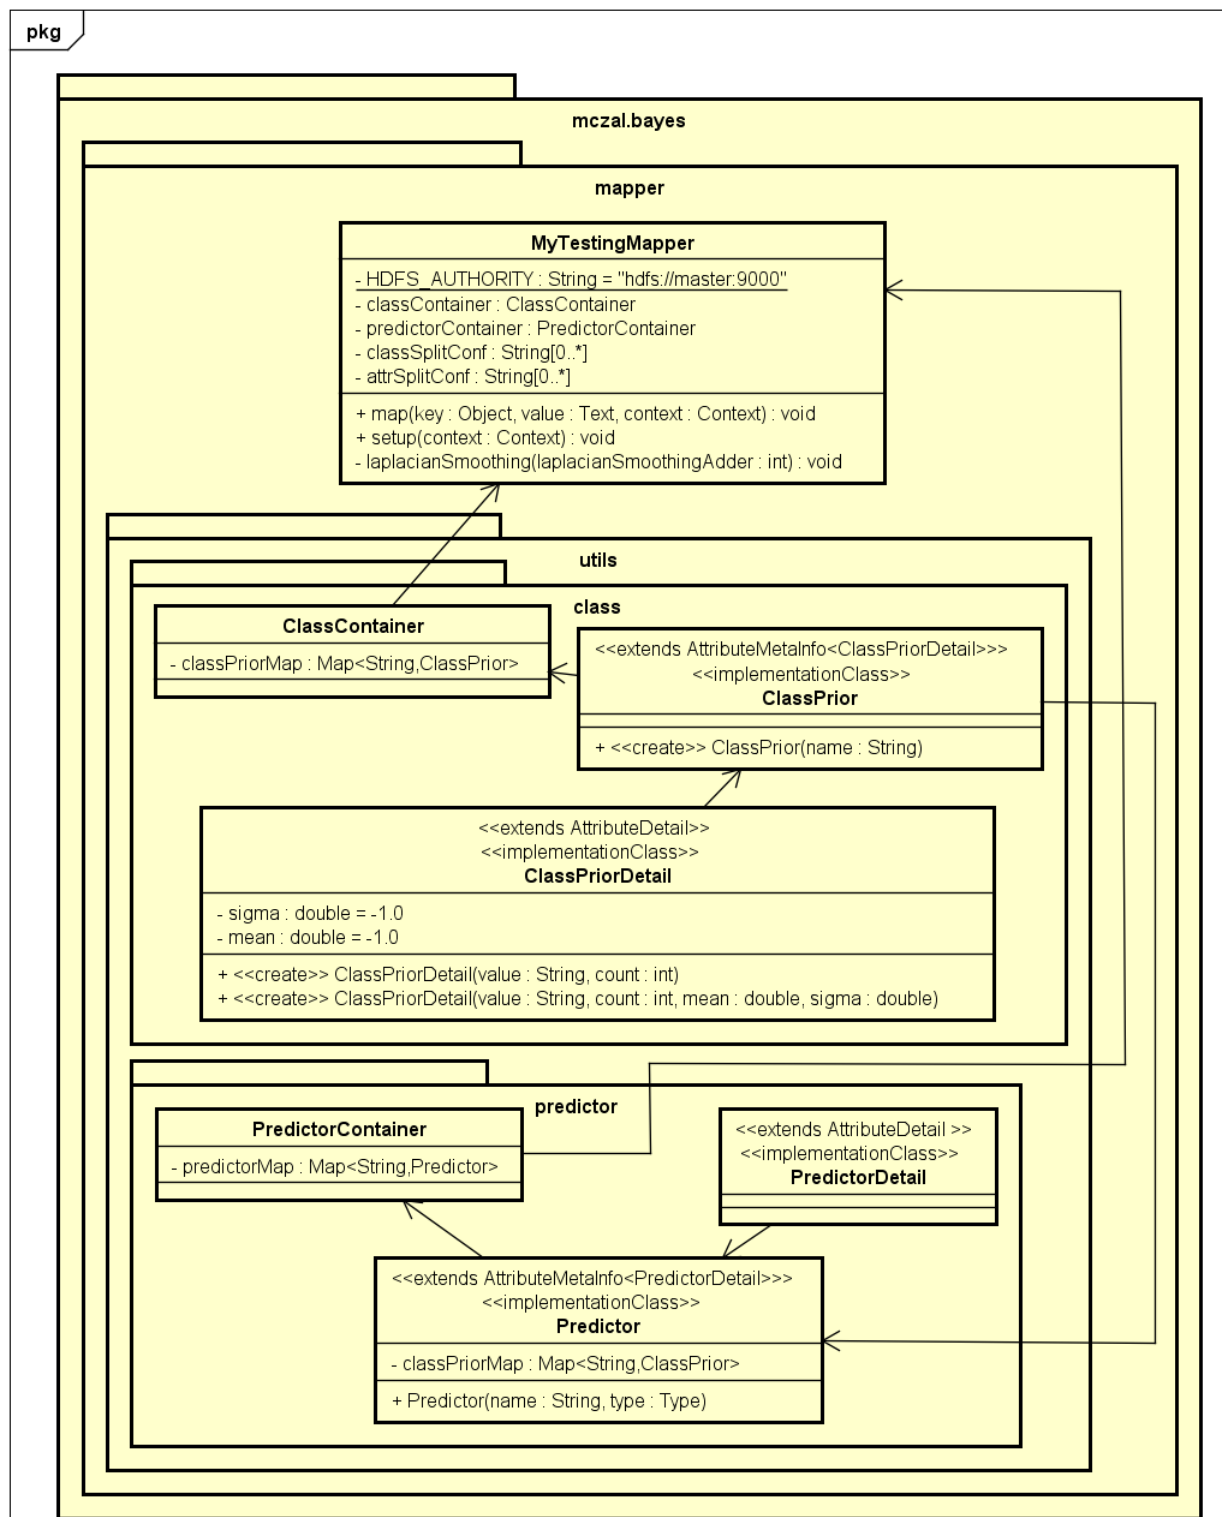 pkg
mczal.bayes
mapper
MyTestingMapper
- HDFS_AUTHORITY : String = "hdfs://master:9000"
- classContainer : ClassContainer
- predictorContainer : PredictorContainer
- classSplitConf : String[0..*]
- attrSplitConf : String[0..*]
+ map(key : Object, value : Text, context : Context) : void
+ setup(context : Context) : void
- laplacianSmoothing(laplacianSmoothingAdder : int) : void
utils
class
ClassContainer
- classPriorMap : Map<String,ClassPrior>
<<extends AttributeMetaInfo<ClassPriorDetail>>>
<<implementationClass>>
ClassPrior
+ <<create>> ClassPrior(name : String)
<<extends AttributeDetail>>
<<implementationClass>>
ClassPriorDetail
- sigma : double = -1.0
- mean : double = -1.0
+ <<create>> ClassPriorDetail(value : String, count : int)
+ <<create>> ClassPriorDetail(value : String, count : int, mean : double, sigma : double)
predictor
PredictorContainer
- predictorMap : Map<String,Predictor>
<<extends AttributeDetail >>
<<implementationClass>>
PredictorDetail
<<extends AttributeMetaInfo<PredictorDetail>>>
<<implementationClass>>
Predictor
- classPriorMap : Map<String,ClassPrior>
+ Predictor(name : String, type : Type)